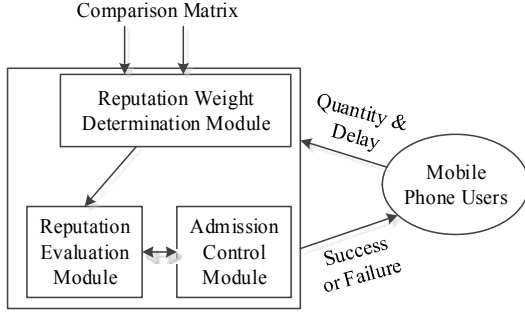 Comparison Matrix
Reputation Weight
Determination Module
Quantity &
Delay
Mobile
Phone Users
Reputation
Evaluation
Module
Admission
Control
Module
Success
or Failure